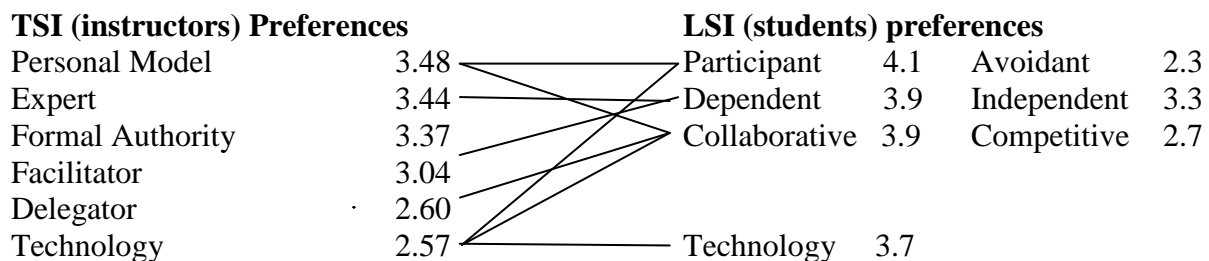 TSI (instructors) Preferences LSI (students) preferences
Personal Model 3.48 Participant 4.1 Avoidant 2.3
Expert 3.44 Dependent 3.9 Independent 3.3
Formal Authority 3.37 Collaborative 3.9 Competitive 2.7
Facilitator 3.04
Delegator 2.60
Technology 2.57 Technology 3.7